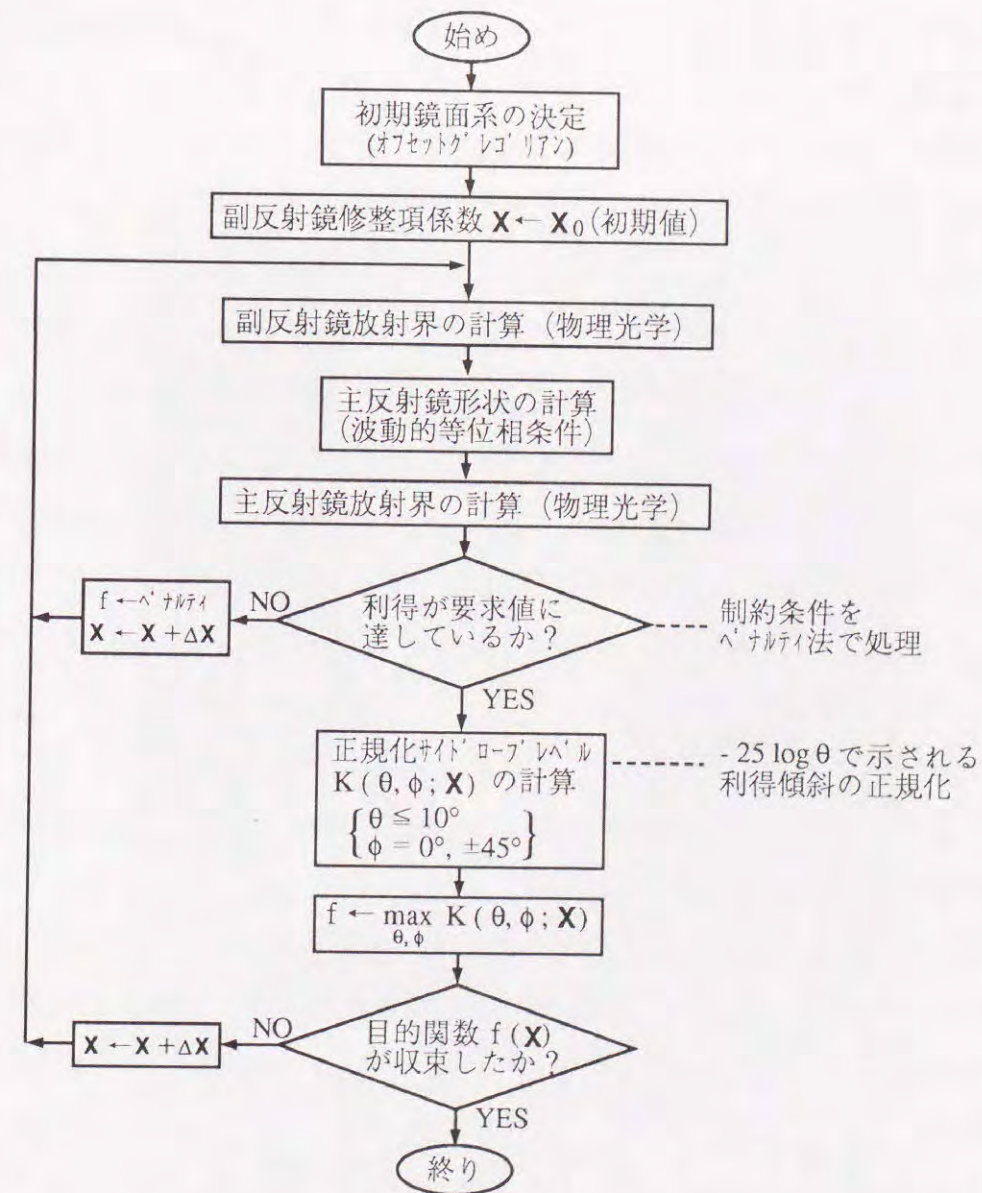 始め
初期鏡面系の決定
(ｵﾌｾｯﾄｸﾞﾚｺﾞﾘｱﾝ)
副反射鏡修整項係数 X ← X₀ (初期値)
副反射鏡放射界の計算 (物理光学)
主反射鏡形状の計算
(波動的等位相条件)
主反射鏡放射界の計算 (物理光学)
利得が要求値に
達しているか？
NO
f ←ﾍﾟﾅﾙﾃｨ
X ← X + ΔX
制約条件を
ﾍﾟﾅﾙﾃｨ法で処理
YES
正規化ｻｲﾄﾞﾛｰﾌﾞﾚﾍﾞﾙ
K ( θ, φ ; X ) の計算
{ θ ≦ 10°
φ = 0°, ±45° }
- 25 log θ で示される
利得傾斜の正規化
f ← max K ( θ, φ ; X )
θ, φ
目的関数 f (X)
が収束したか？
NO
X ← X + ΔX
YES
終り